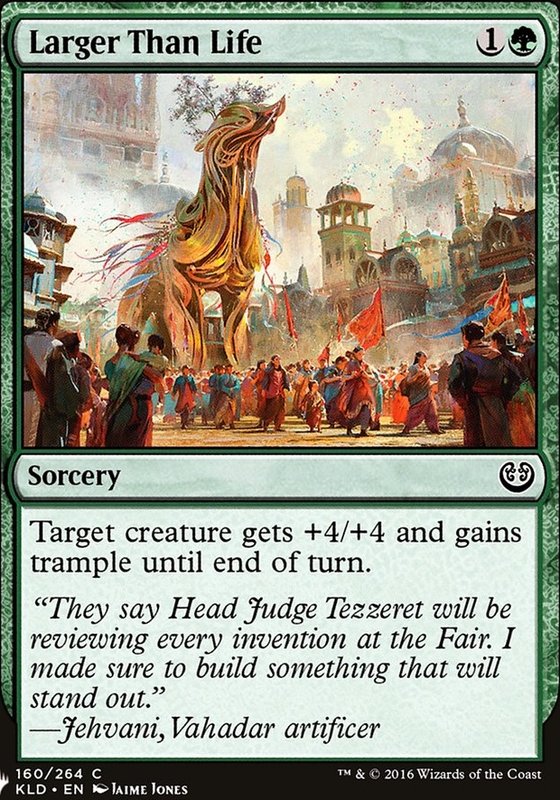 Larger Than Life 1
Sorcery
Target creature gets +4/+4 and gains
trample until end of turn.
“They say Head Judge Tezzeret will be
reviewing every invention at the Fair. I
made sure to build something that will
stand out.”
—Jehvani, Vahadar artificer
160/264 C
KLD • EN Jaime Jones
™ & © 2016 Wizards of the Coast